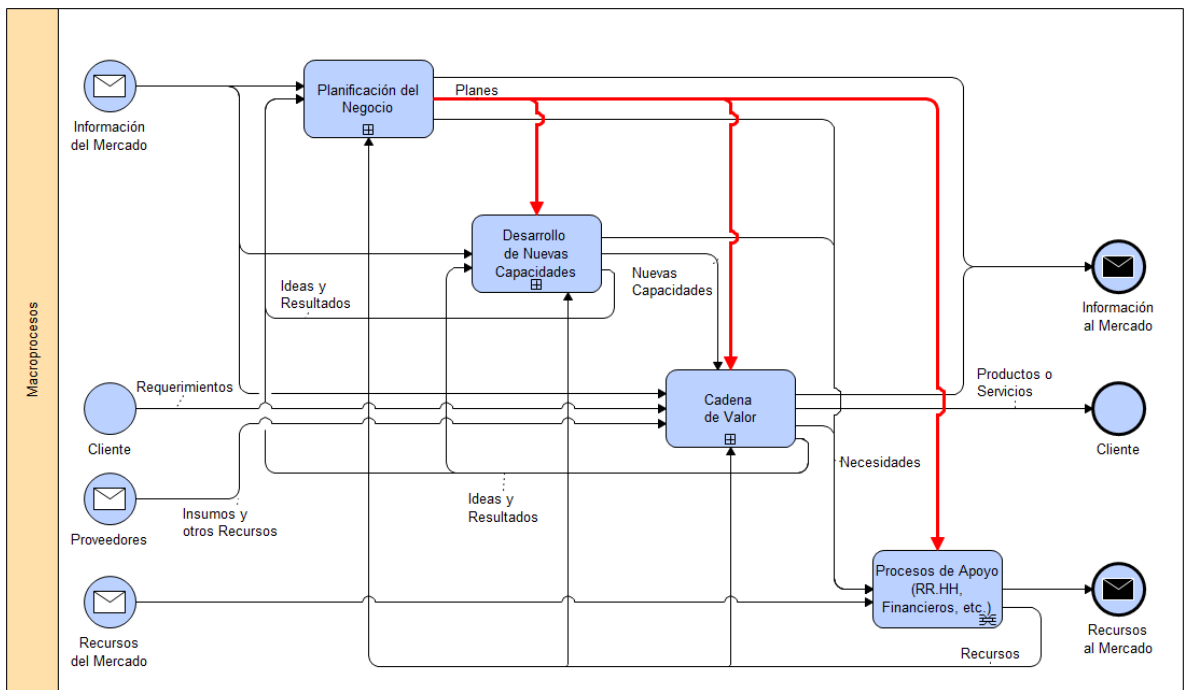 Macroprocesos
Información
del Mercado
Planificación del
Negocio
Planes
Desarrollo
de Nuevas
Capacidades
Ideas y
Resultados
Nuevas
Capacidades
Información
al Mercado
Requerimientos
Cliente
Cadena
de Valor
Productos o
Servicios
Cliente
Necesidades
Insumos y
otros Recursos
Proveedores
Ideas y
Resultados
Procesos de Apoyo
(RR.HH,
Financieros, etc.)
Recursos
del Mercado
Recursos
Recursos
al Mercado